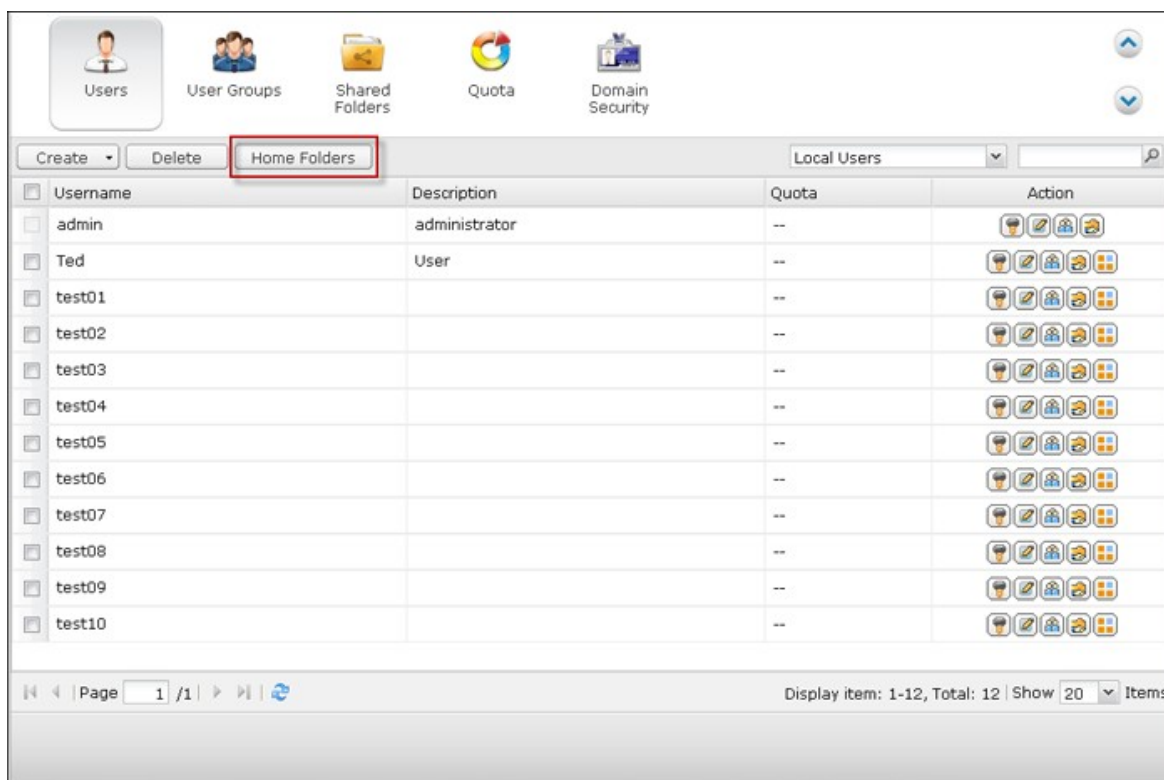 Users
User Groups
Shared
Folders
Quota
Domain
Security
Create
Delete
Home Folders
Local Users
Username Description Quota Action
admin administrator --
Ted User --
test01 --
test02 --
test03 --
test04 --
test05 --
test06 --
test07 --
test08 --
test09 --
test10 --
Page 1 /1
Display item: 1-12, Total: 12 | Show 20 Items